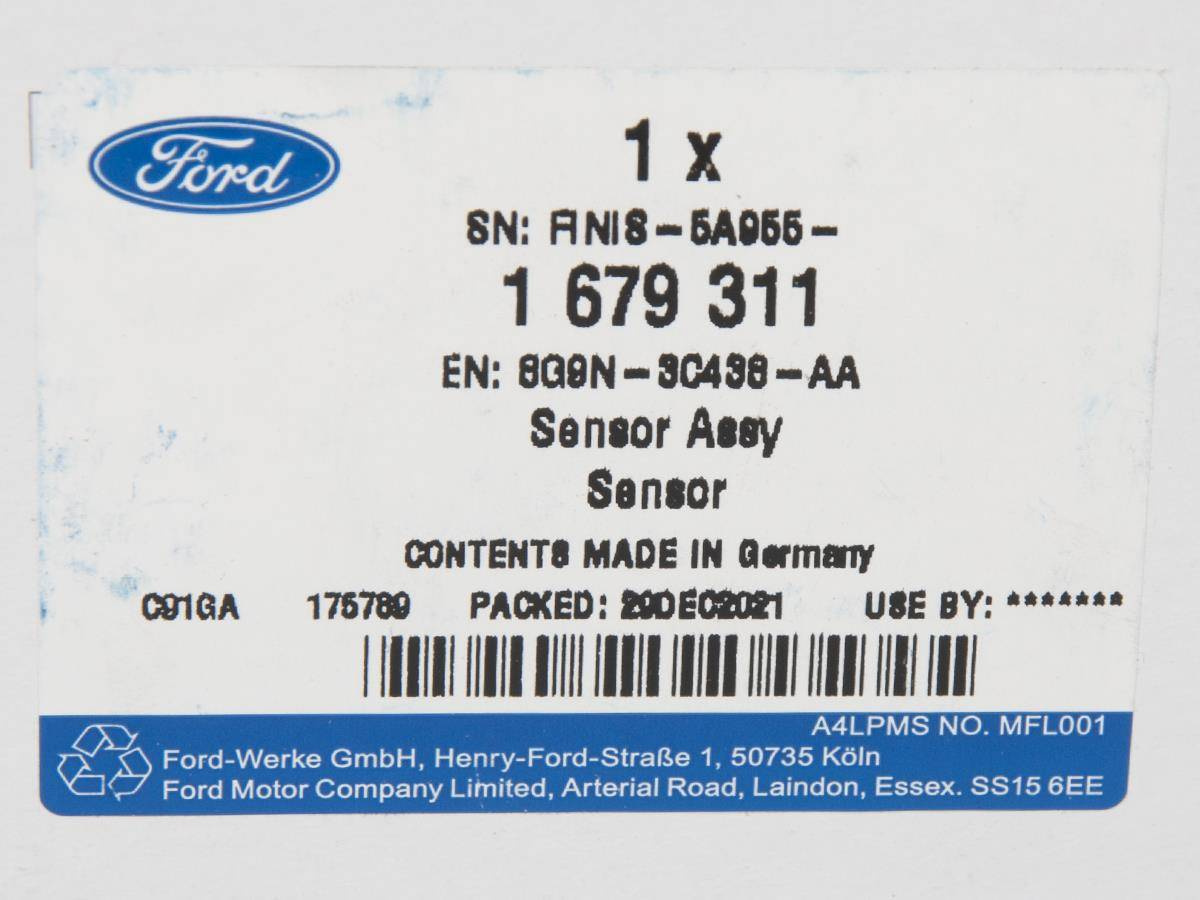 Ford
1 x
SN: FINIS-5A955-
1 679 311
EN: 8G9N-3C438-AA
Sensor Assy
Sensor
CONTENTS MADE IN Germany
C91GA 175789 PACKED: 29DEC2021 USE BY: *******
A4LPMS NO. MFL001
Ford-Werke GmbH, Henry-Ford-Straße 1, 50735 Köln
Ford Motor Company Limited, Arterial Road, Laindon, Essex. SS15 6EE